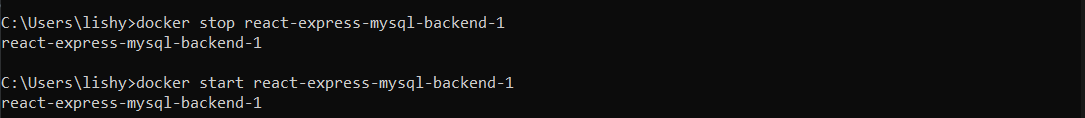 C:\Users\lishy>docker stop react-express-mysql-backend-1
react-express-mysql-backend-1
C:\Users\lishy>docker start react-express-mysql-backend-1
react-express-mysql-backend-1